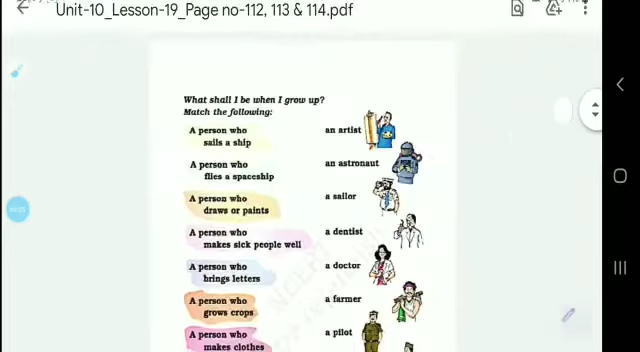 Unit-10_Lesson-19_Page no-112, 113 & 114.pdf
What shall I be when I grow up?
Match the following:
A person who
sails a ship
an artist
A person who
flies a spaceship
an astronaut
A person who
draws or paints
a sailor
A person who
makes sick people well
a dentist
A person who
brings letters
a doctor
A person who
grows crops
a farmer
A person who
makes clothes
a pilot